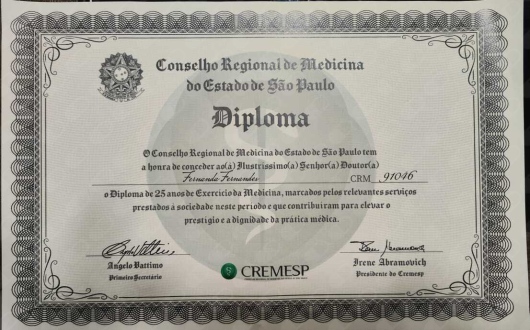 Conselho Regional de Medicina
do Estado de São Paulo
Diploma
O Conselho Regional de Medicina do Estado de São Paulo tem
a honra de conceder ao(à) Ilustríssimo(a) Senhor(a) Doutor(a)
Fernando Fernandes CRM 91046
o Diploma de 25 anos de Exercício da Medicina, marcados pelos relevantes serviços
prestados à sociedade neste período e que contribuíram para elevar o
prestígio e a dignidade da prática médica.
Angelo Vattimo
Primeiro Secretário
CREMESP
Irene Abramovich
Presidente do Cremesp